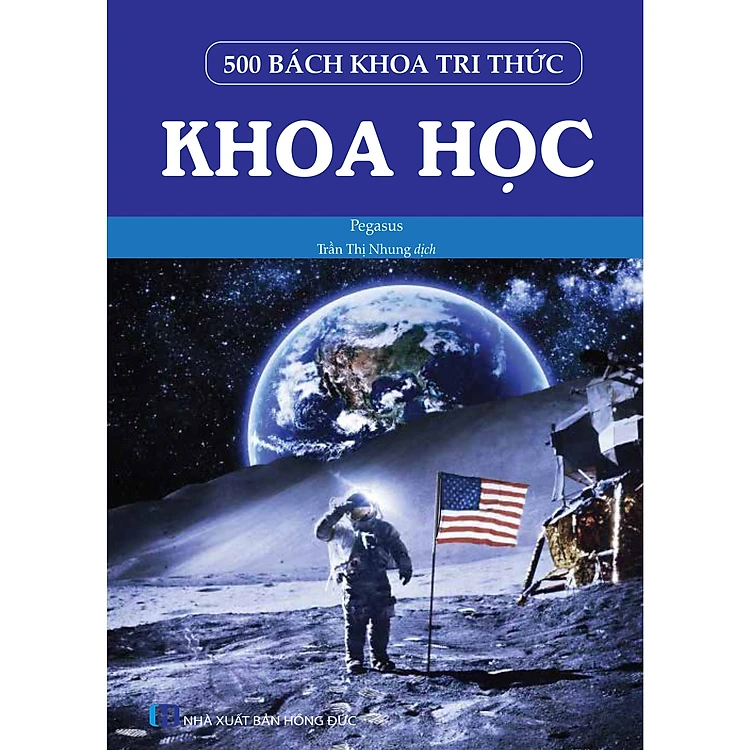 500 BÁCH KHOA TRI THỨC
KHOA HỌC
Pegasus
Trần Thị Nhung dịch
NHÀ XUẤT BẢN HỒNG ĐỨC